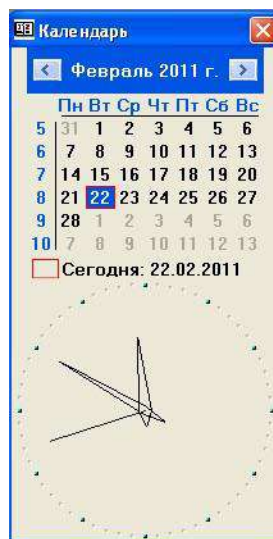 Календарь
Февраль 2011 г.
Пн Вт Ср Чт Пт Сб Вс
5 31 1 2 3 4 5 6
6 7 8 9 10 11 12 13
7 14 15 16 17 18 19 20
8 21 22 23 24 25 26 27
9 28 1 2 3 4 5 6
10 7 8 9 10 11 12 13
Сегодня: 22.02.2011